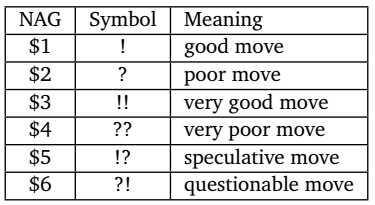 NAG Symbol Meaning
$1 ! good move
$2 ? poor move
$3 !! very good move
$4 ?? very poor move
$5 !? speculative move
$6 ?! questionable move